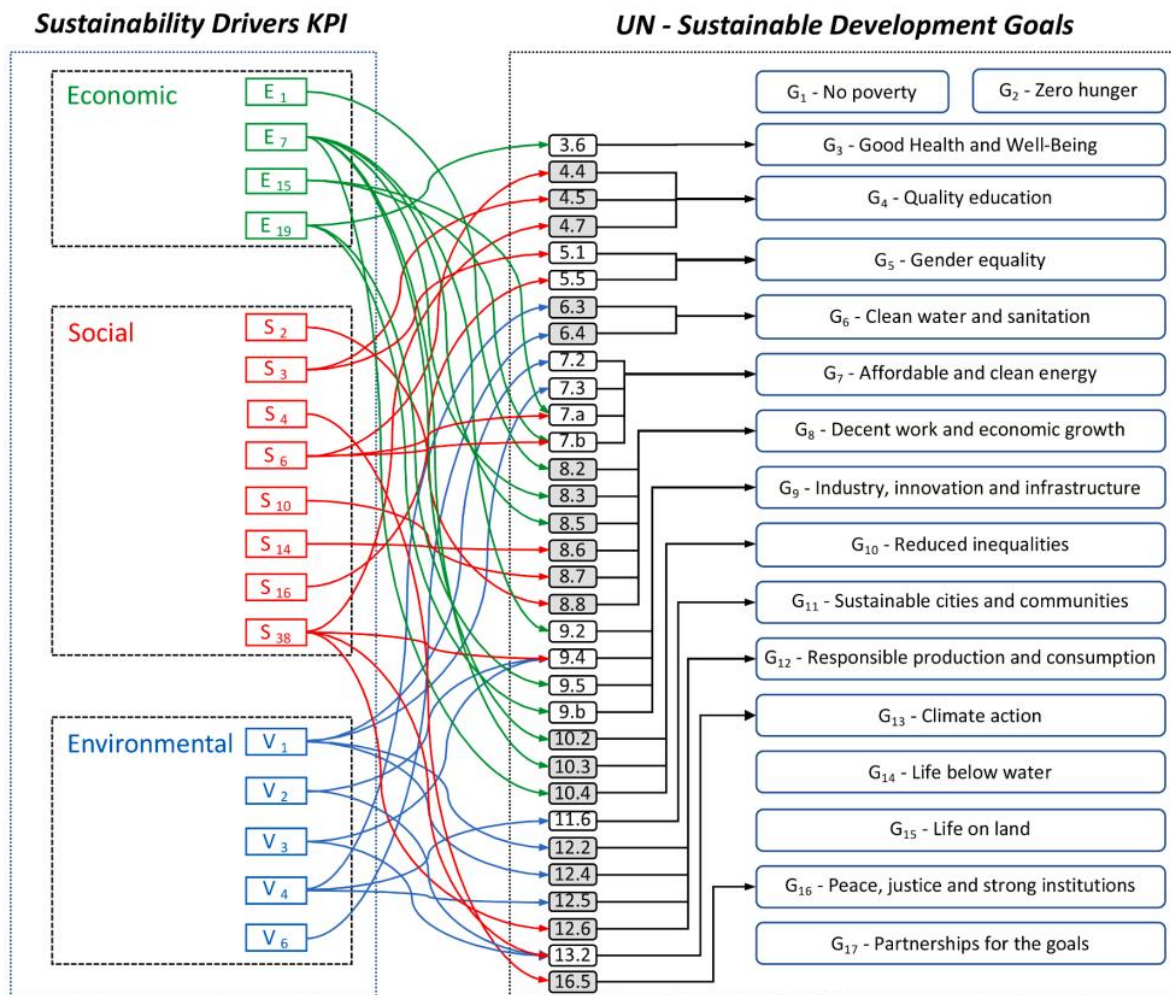 Sustainability Drivers KPI
UN - Sustainable Development Goals
Economic
E 1
E 7
E 15
E 19
Social
S 2
S 3
S 4
S 6
S 10
S 14
S 16
S 38
Environmental
V 1
V 2
V 3
V 4
V 6
3.6
4.4
4.5
4.7
5.1
5.5
6.3
6.4
7.2
7.3
7.a
7.b
8.2
8.3
8.5
8.6
8.7
8.8
9.2
9.4
9.5
9.b
10.2
10.3
10.4
11.6
12.2
12.4
12.5
12.6
13.2
16.5
G1 - No poverty
G2 - Zero hunger
G3 - Good Health and Well-Being
G4 - Quality education
G5 - Gender equality
G6 - Clean water and sanitation
G7 - Affordable and clean energy
G8 - Decent work and economic growth
G9 - Industry, innovation and infrastructure
G10 - Reduced inequalities
G11 - Sustainable cities and communities
G12 - Responsible production and consumption
G13 - Climate action
G14 - Life below water
G15 - Life on land
G16 - Peace, justice and strong institutions
G17 - Partnerships for the goals